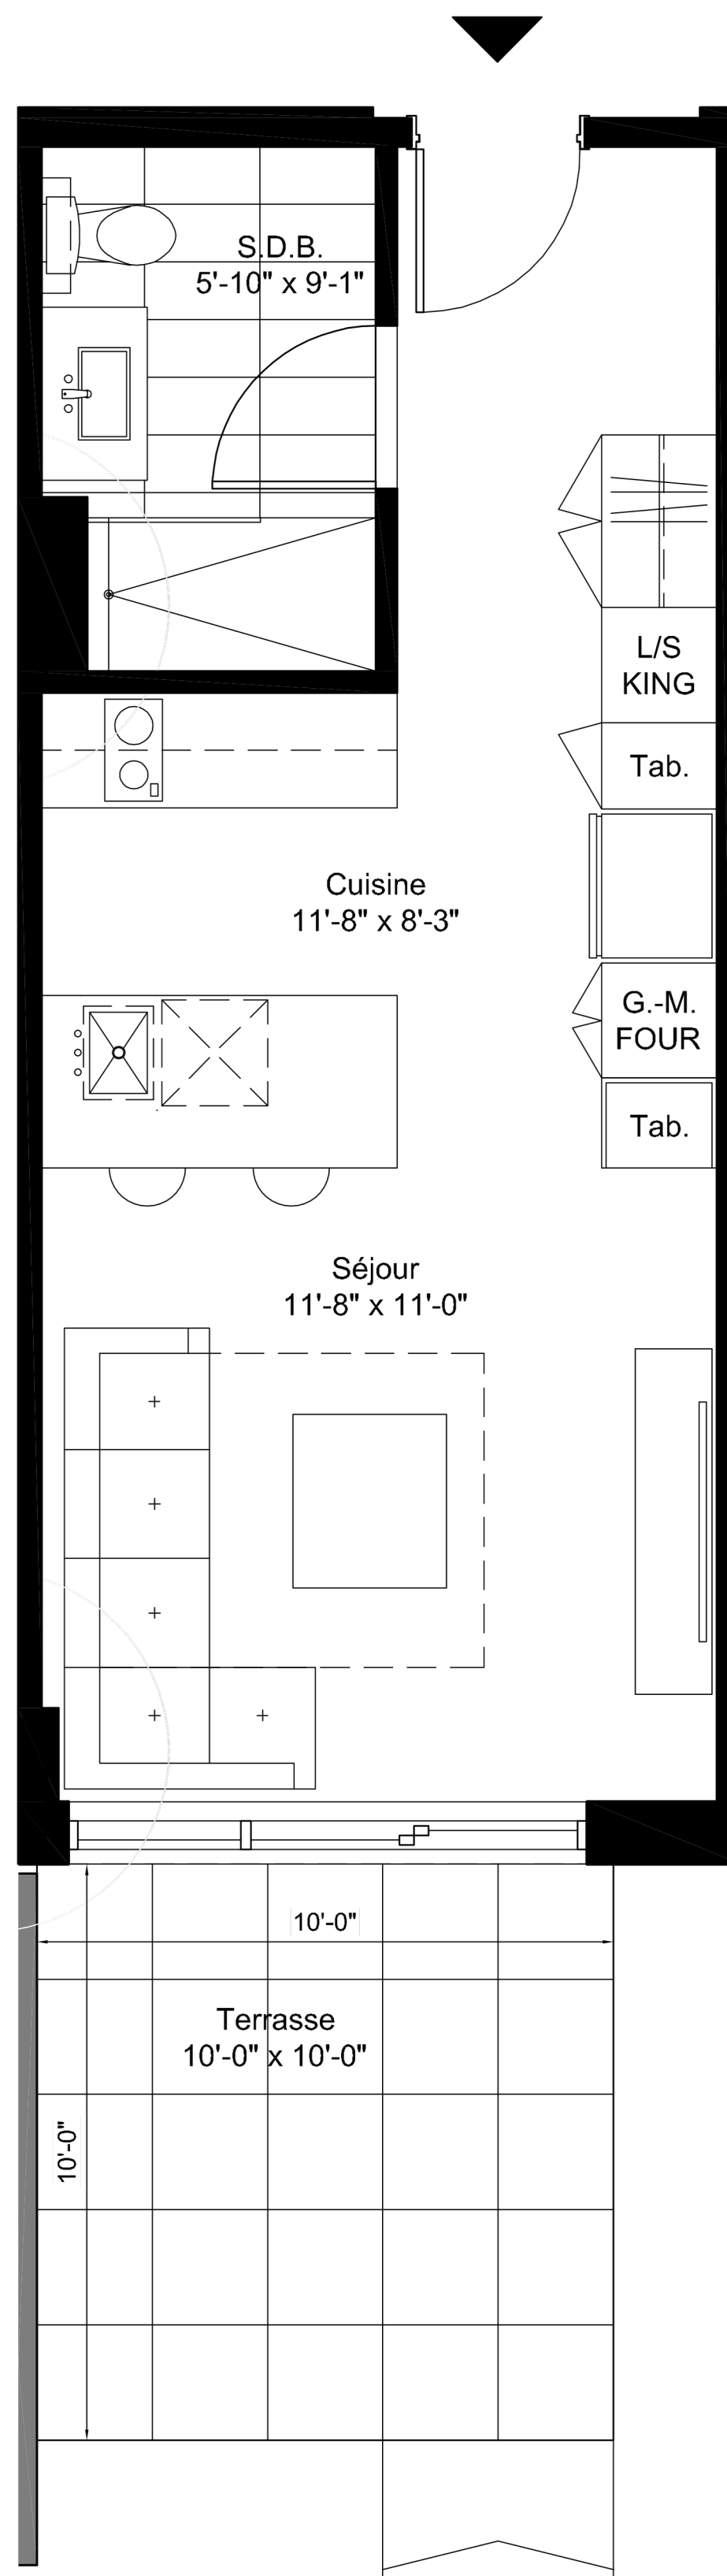 S.D.B.
5'-10" x 9'-1"
L/S
KING
Tab.
Cuisine
11'-8" x 8'-3"
G.-M.
FOUR
Tab.
Séjour
11'-8" x 11'-0"
10'-0"
Terrasse
10'-0" x 10'-0"
10'-0"